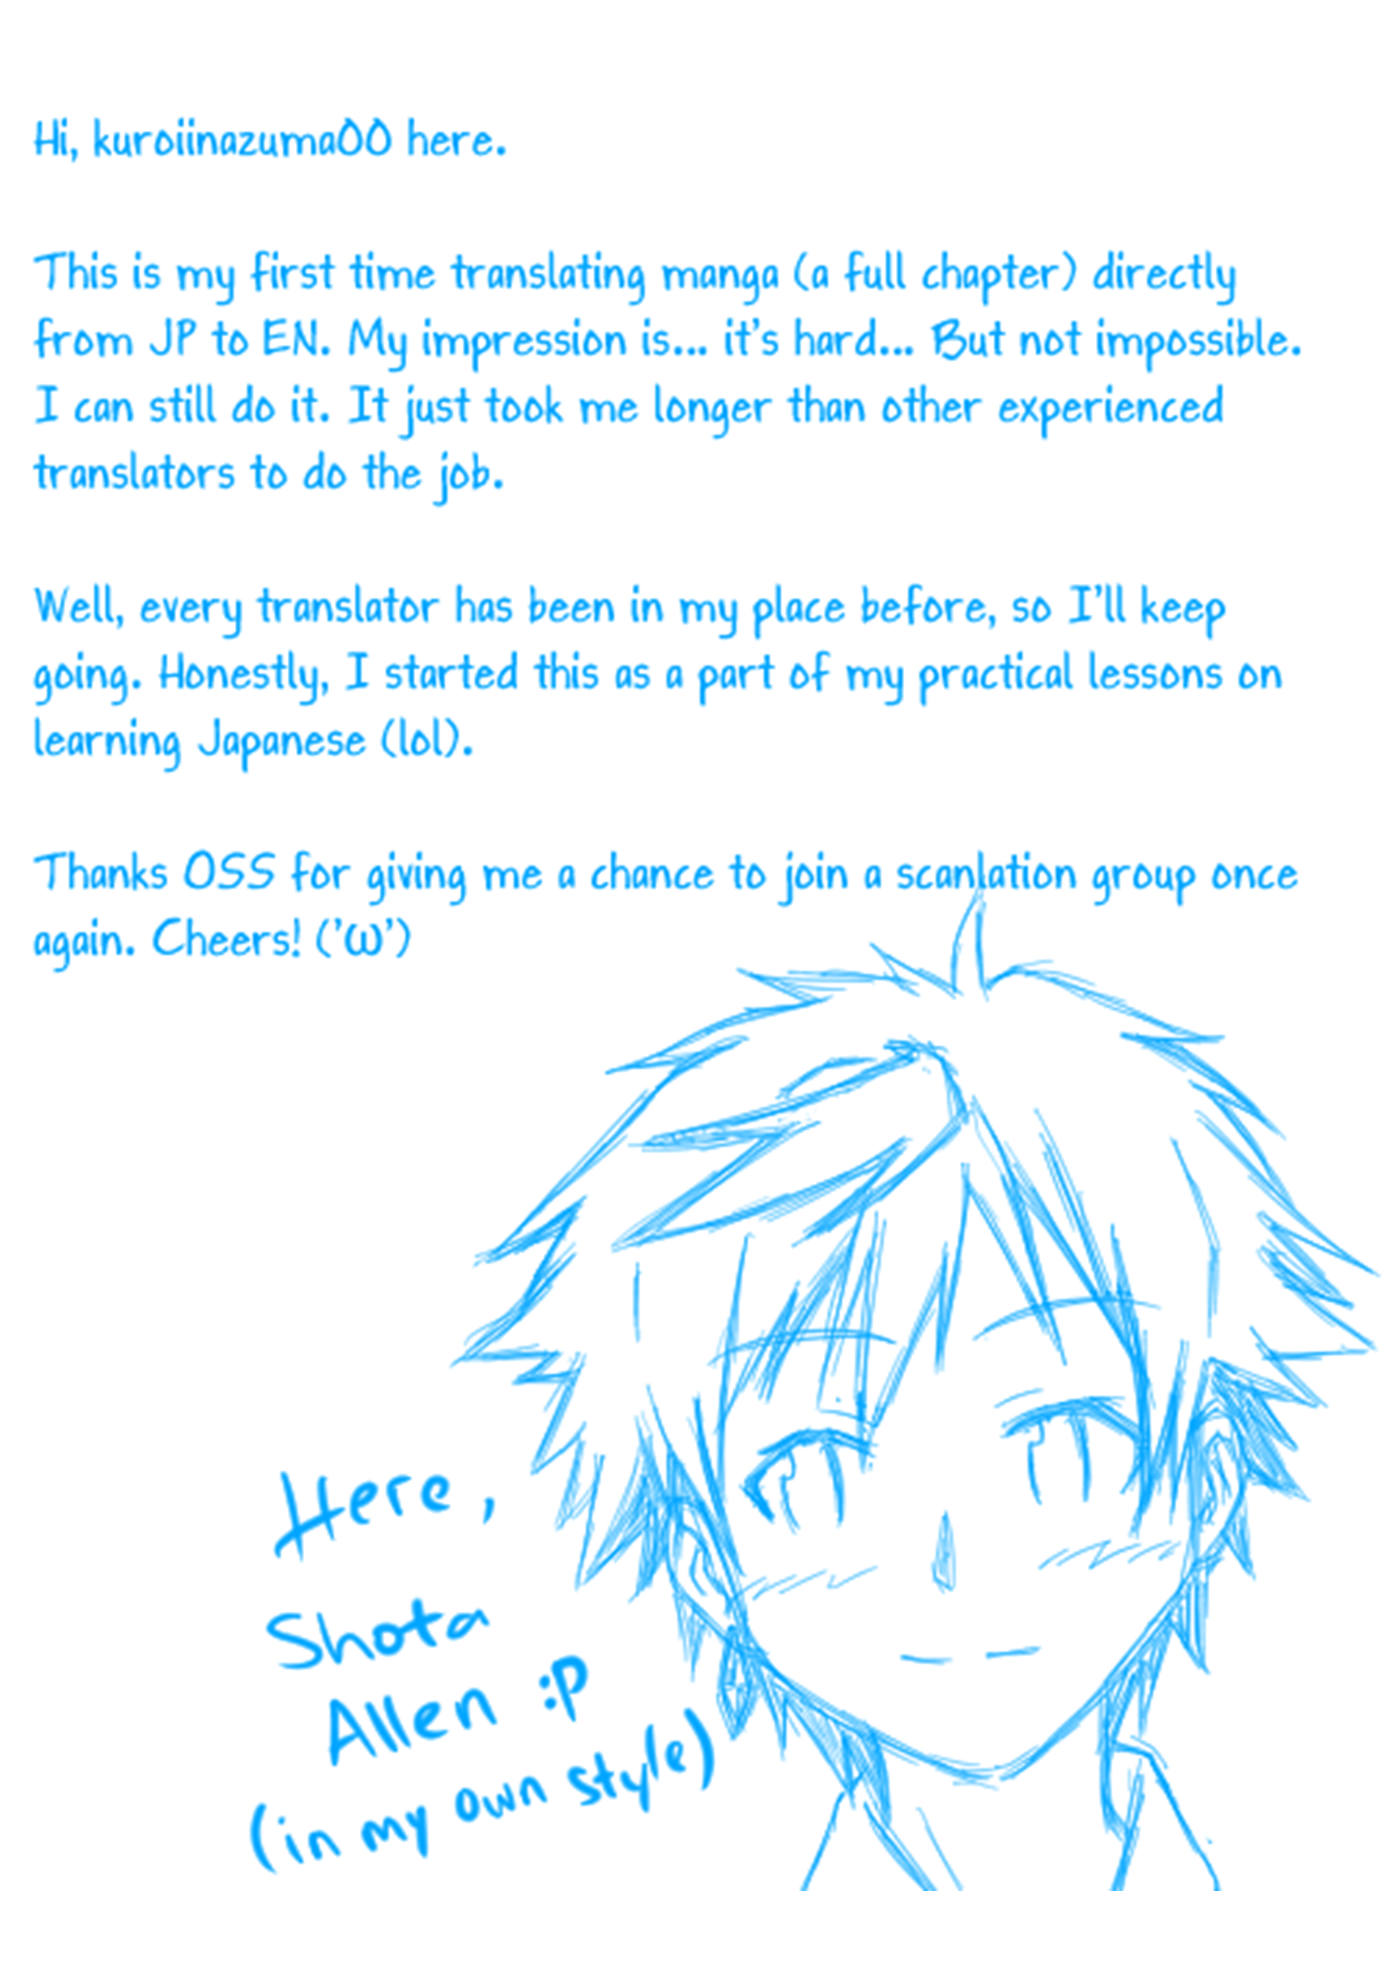 Hi, kuroiinazuma00 here.
This is my first time translating manga (a full chapter) directly
from JP to EN. My impression is... it's hard... But not impossible.
I can still do it. It just took me longer than other experienced
translators to do the job.
Well, every translator has been in my place before, so I'll keep
going. Honestly, I started this as a part of my practical lessons on
learning Japanese (lol).
Thanks OSS for giving me a chance to join a scanlation group once
again. Cheers! ('ω')
Here,
Shota
Allen :p
(in my own style)